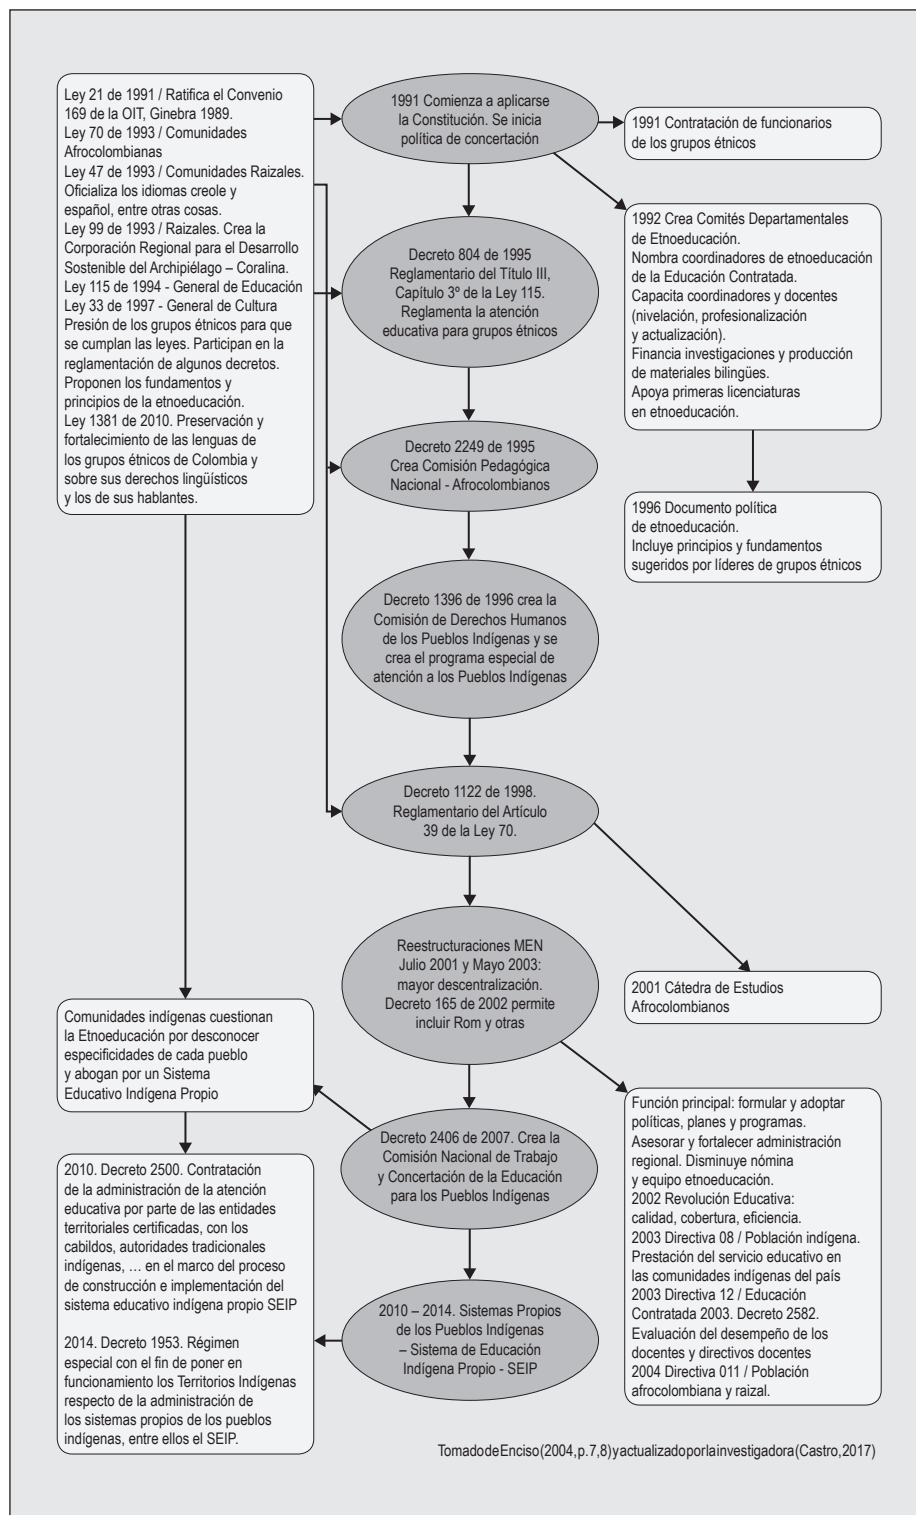 Ley 21 de 1991 / Ratifica el Convenio
169 de la OIT, Ginebra 1989.
Ley 70 de 1993 / Comunidades
Afrocolombianas
Ley 47 de 1993 / Comunidades Raizales.
Oficializa los idiomas creole y
español, entre otras cosas.
Ley 99 de 1993 / Raizales. Crea la
Corporación Regional para el Desarrollo
Sostenible del Archipiélago – Coralina.
Ley 115 de 1994 - General de Educación
Ley 33 de 1997 - General de Cultura
Presión de los grupos étnicos para que
se cumplan las leyes. Participan en la
reglamentación de algunos decretos.
Proponen los fundamentos y
principios de la etnoeducación.
Ley 1381 de 2010. Preservación y
fortalecimiento de las lenguas de
los grupos étnicos de Colombia y
sobre sus derechos lingüísticos
y los de sus hablantes.
1991 Comienza a aplicarse
la Constitución. Se inicia
política de concertación
1991 Contratación de funcionarios
de los grupos étnicos
1992 Crea Comités Departamentales
de Etnoeducación.
Nombra coordinadores de etnoeducación
de la Educación Contratada.
Capacita coordinadores y docentes
(nivelación, profesionalización
y actualización).
Financia investigaciones y producción
de materiales bilingües.
Apoya primeras licenciaturas
en etnoeducación.
Decreto 804 de 1995
Reglamentario del Título III,
Capítulo 3º de la Ley 115.
Reglamenta la atención
educativa para grupos étnicos
Decreto 2249 de 1995
Crea Comisión Pedagógica
Nacional - Afrocolombianos
1996 Documento política
de etnoeducación.
Incluye principios y fundamentos
sugeridos por líderes de grupos étnicos
Decreto 1396 de 1996 crea la
Comisión de Derechos Humanos
de los Pueblos Indígenas y se
crea el programa especial de
atención a los Pueblos Indígenas
Decreto 1122 de 1998.
Reglamentario del Artículo
39 de la Ley 70.
Reestructuraciones MEN
Julio 2001 y Mayo 2003:
mayor descentralización.
Decreto 165 de 2002 permite
incluir Rom y otras
2001 Cátedra de Estudios
Afrocolombianos
Comunidades indígenas cuestionan
la Etnoeducación por desconocer
especificidades de cada pueblo
y abogan por un Sistema
Educativo Indígena Propio
Decreto 2406 de 2007. Crea la
Comisión Nacional de Trabajo
y Concertación de la Educación
para los Pueblos Indígenas
Función principal: formular y adoptar
políticas, planes y programas.
Asesorar y fortalecer administración
regional. Disminuye nómina
y equipo etnoeducación.
2002 Revolución Educativa:
calidad, cobertura, eficiencia.
2003 Directiva 08 / Población indígena.
Prestación del servicio educativo en
las comunidades indígenas del país
2003 Directiva 12 / Educación
Contratada 2003. Decreto 2582.
Evaluación del desempeño de los
docentes y directivos docentes
2004 Directiva 011 / Población
afrocolombiana y raizal.
2010. Decreto 2500. Contratación
de la administración de la atención
educativa por parte de las entidades
territoriales certificadas, con los
cabildos, autoridades tradicionales
indígenas, ... en el marco del proceso
de construcción e implementación del
sistema educativo indígena propio SEIP
2014. Decreto 1953. Régimen
especial con el fin de poner en
funcionamiento los Territorios Indígenas
respecto de la administración de
los sistemas propios de los pueblos
indígenas, entre ellos el SEIP.
2010 – 2014. Sistemas Propios
de los Pueblos Indígenas
– Sistema de Educación
Indígena Propio - SEIP
Tomado de Enciso (2004, p. 7, 8) y actualizado por la investigadora (Castro, 2017)